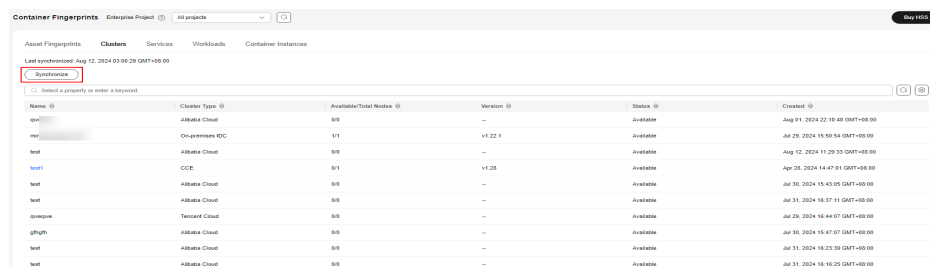 Container Fingerprints Enterprise Project All projects Buy HSS
Asset Fingerprints Clusters Services Workloads Container Instances
Last synchronized: Aug 12, 2024 03:00:29 GMT+08:00
Synchronize
Select a property or enter a keyword.
Name Cluster Type Available/Total Nodes Version Status Created
Alibaba Cloud 0/0 -- Available Aug 01, 2024 22:10:48 GMT+08:00
On-premises IDC 1/1 v1.22.1 Available Jul 29, 2024 15:50:54 GMT+08:00
test Alibaba Cloud 0/0 -- Available Aug 12, 2024 11:29:33 GMT+08:00
test1 CCE 0/1 v1.28 Available Apr 28, 2024 14:47:01 GMT+08:00
test Alibaba Cloud 0/0 -- Available Jul 30, 2024 15:43:05 GMT+08:00
test Alibaba Cloud 0/0 -- Available Jul 31, 2024 16:37:11 GMT+08:00
qweqwe Tencent Cloud 0/0 -- Available Jul 29, 2024 16:44:07 GMT+08:00
gfhgfh Alibaba Cloud 0/0 -- Available Jul 30, 2024 15:47:07 GMT+08:00
test Alibaba Cloud 0/0 -- Available Jul 31, 2024 16:23:39 GMT+08:00
test Alibaba Cloud 0/0 -- Available Jul 31, 2024 16:16:25 GMT+08:00